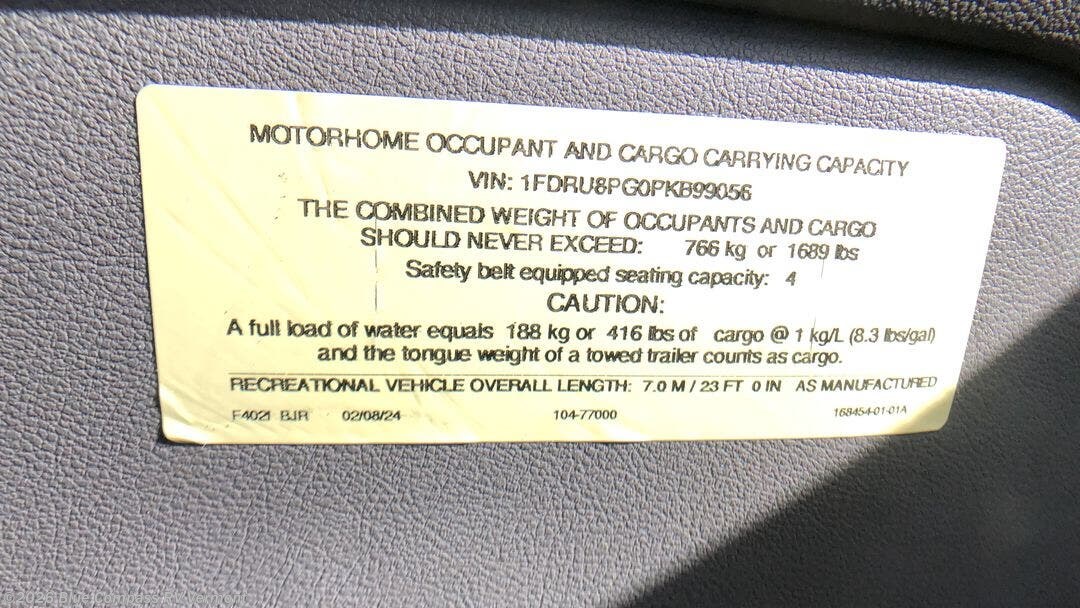 MOTORHOME OCCUPANT AND CARGO CARRYING CAPACITY
VIN: 1FDRU8PG0PKB99056
THE COMBINED WEIGHT OF OCCUPANTS AND CARGO
SHOULD NEVER EXCEED: 766 kg or 1689 lbs
Safety belt equipped seating capacity: 4
CAUTION:
A full load of water equals 188 kg or 416 lbs of cargo @ 1 kg/L (8.3 lbs/gal)
and the tongue weight of a towed trailer counts as cargo.
RECREATIONAL VEHICLE OVERALL LENGTH: 7.0 M / 23 FT 0 IN AS MANUFACTURED
F4021 BJR 02/08/24 104-77000 168454-01-01A
©2026 Blue Compass RV